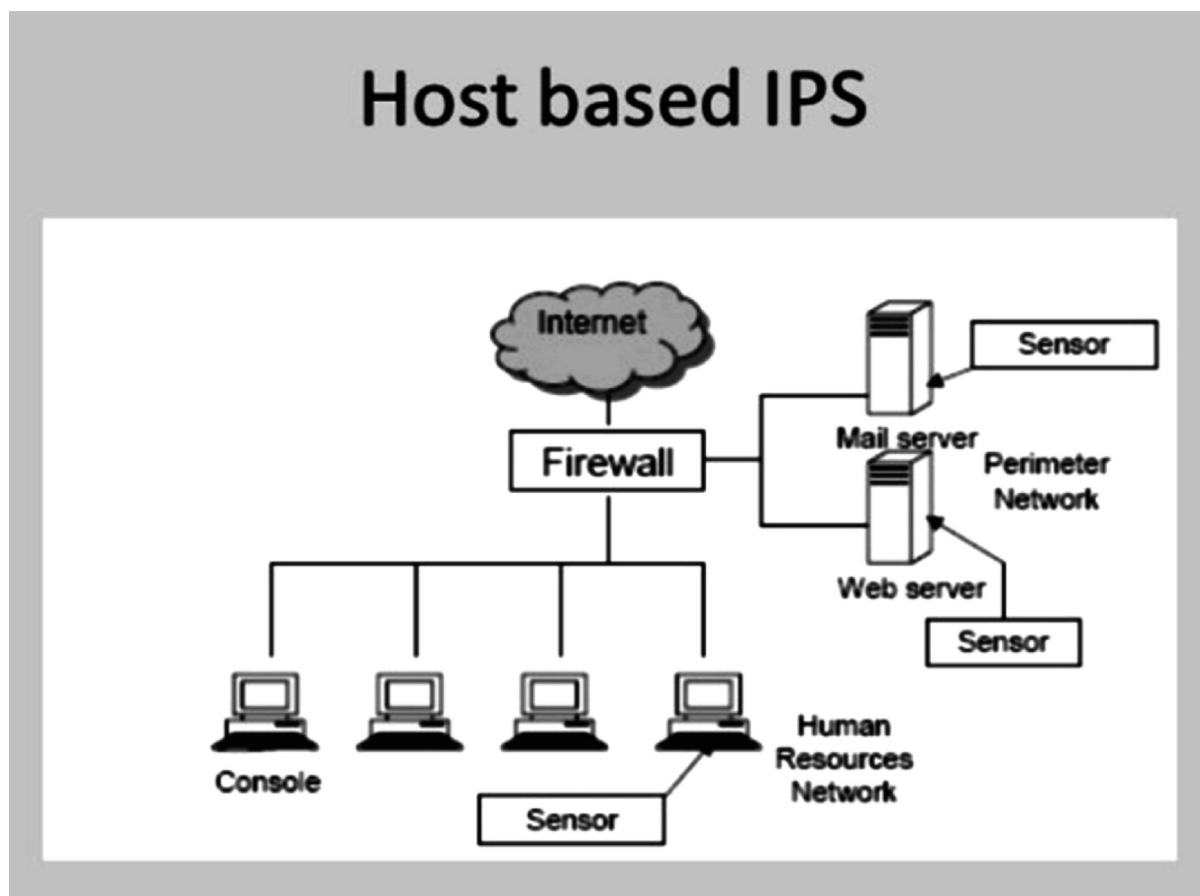 Host based IPS
Internet
Sensor
Mail server
Firewall
Perimeter
Network
Web server
Sensor
Human
Resources
Network
Console
Sensor